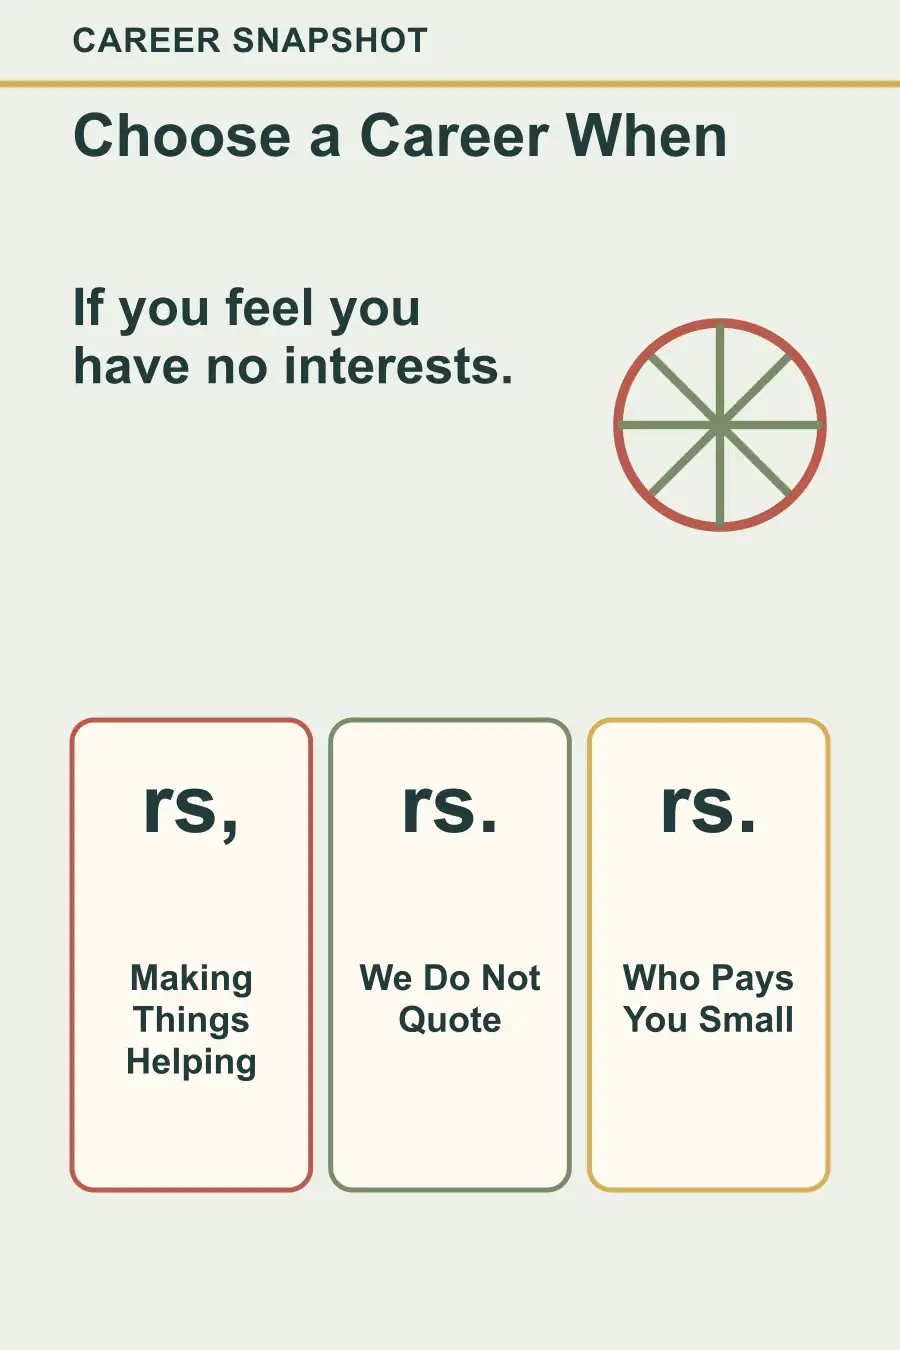 CAREER SNAPSHOT
Choose a Career When
If you feel you
have no interests.
rs,
Making
Things
Helping
rs.
We Do Not
Quote
rs.
Who Pays
You Small